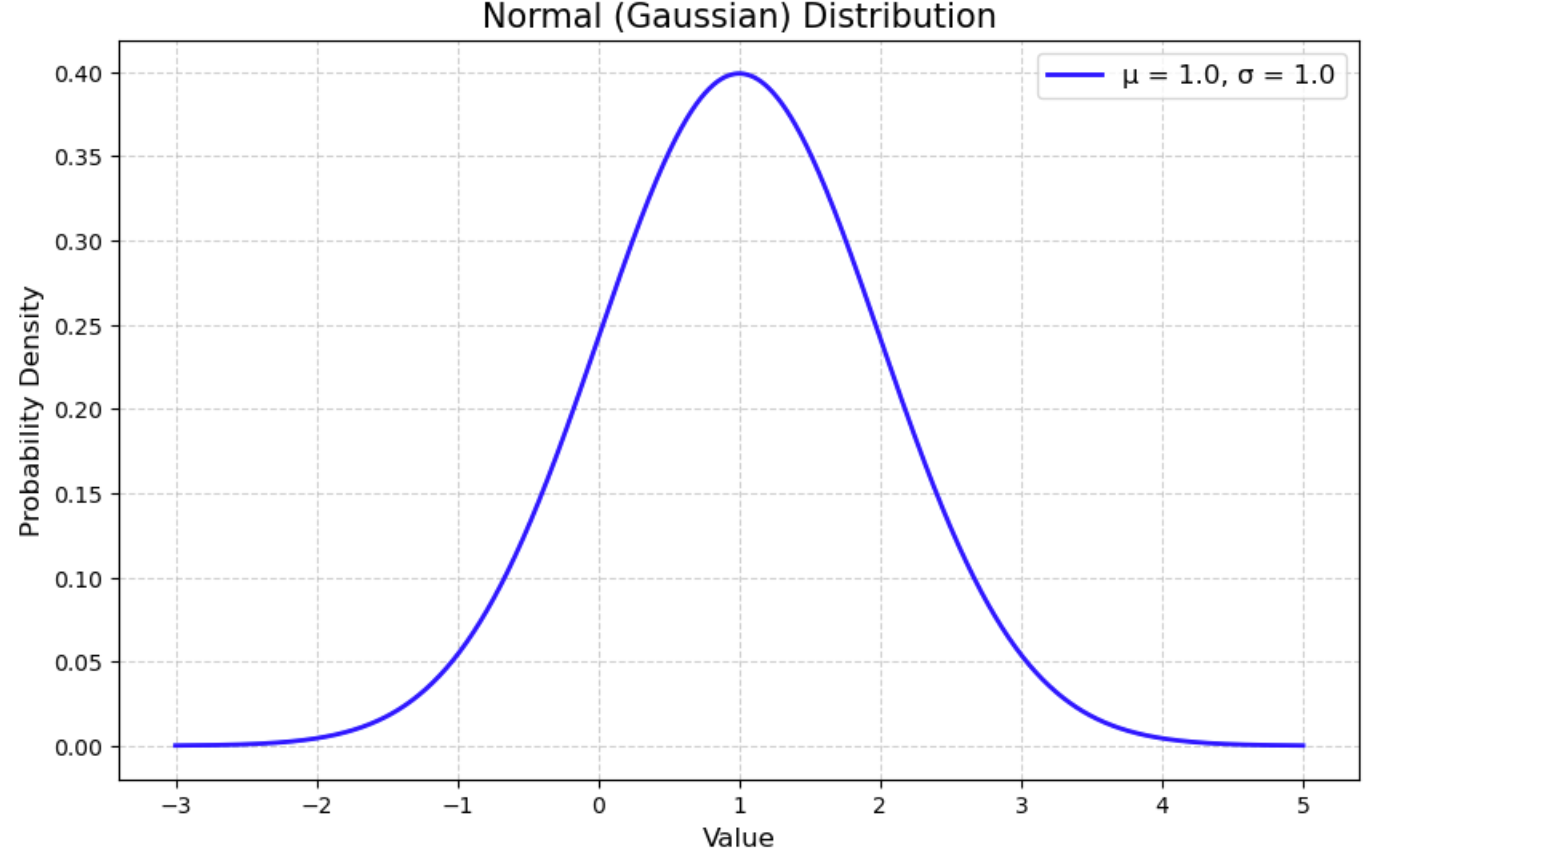 Normal (Gaussian) Distribution
μ = 1.0, σ = 1.0
Probability Density
0.40
0.35
0.30
0.25
0.20
0.15
0.10
0.05
0.00
−3 −2 −1 0 1 2 3 4 5
Value